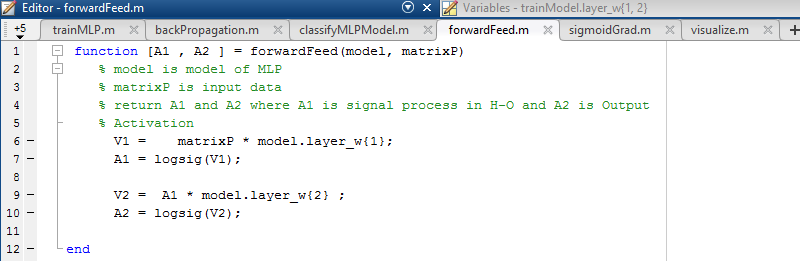 Editor - forwardFeed.m
Variables - trainModel.layer_w{1, 2}
+5 trainMLP.m backPropagation.m classifyMLPModel.m forwardFeed.m sigmoidGrad.m visualize.m
1 function [A1 , A2 ] = forwardFeed(model, matrixP)
2 % model is model of MLP
3 % matrixP is input data
4 % return A1 and A2 where A1 is signal process in H-O and A2 is Output
5 % Activation
6 V1 = matrixP * model.layer_w{1};
7 A1 = logsig(V1);
8
9 V2 = A1 * model.layer_w{2} ;
10 A2 = logsig(V2);
11
12 end